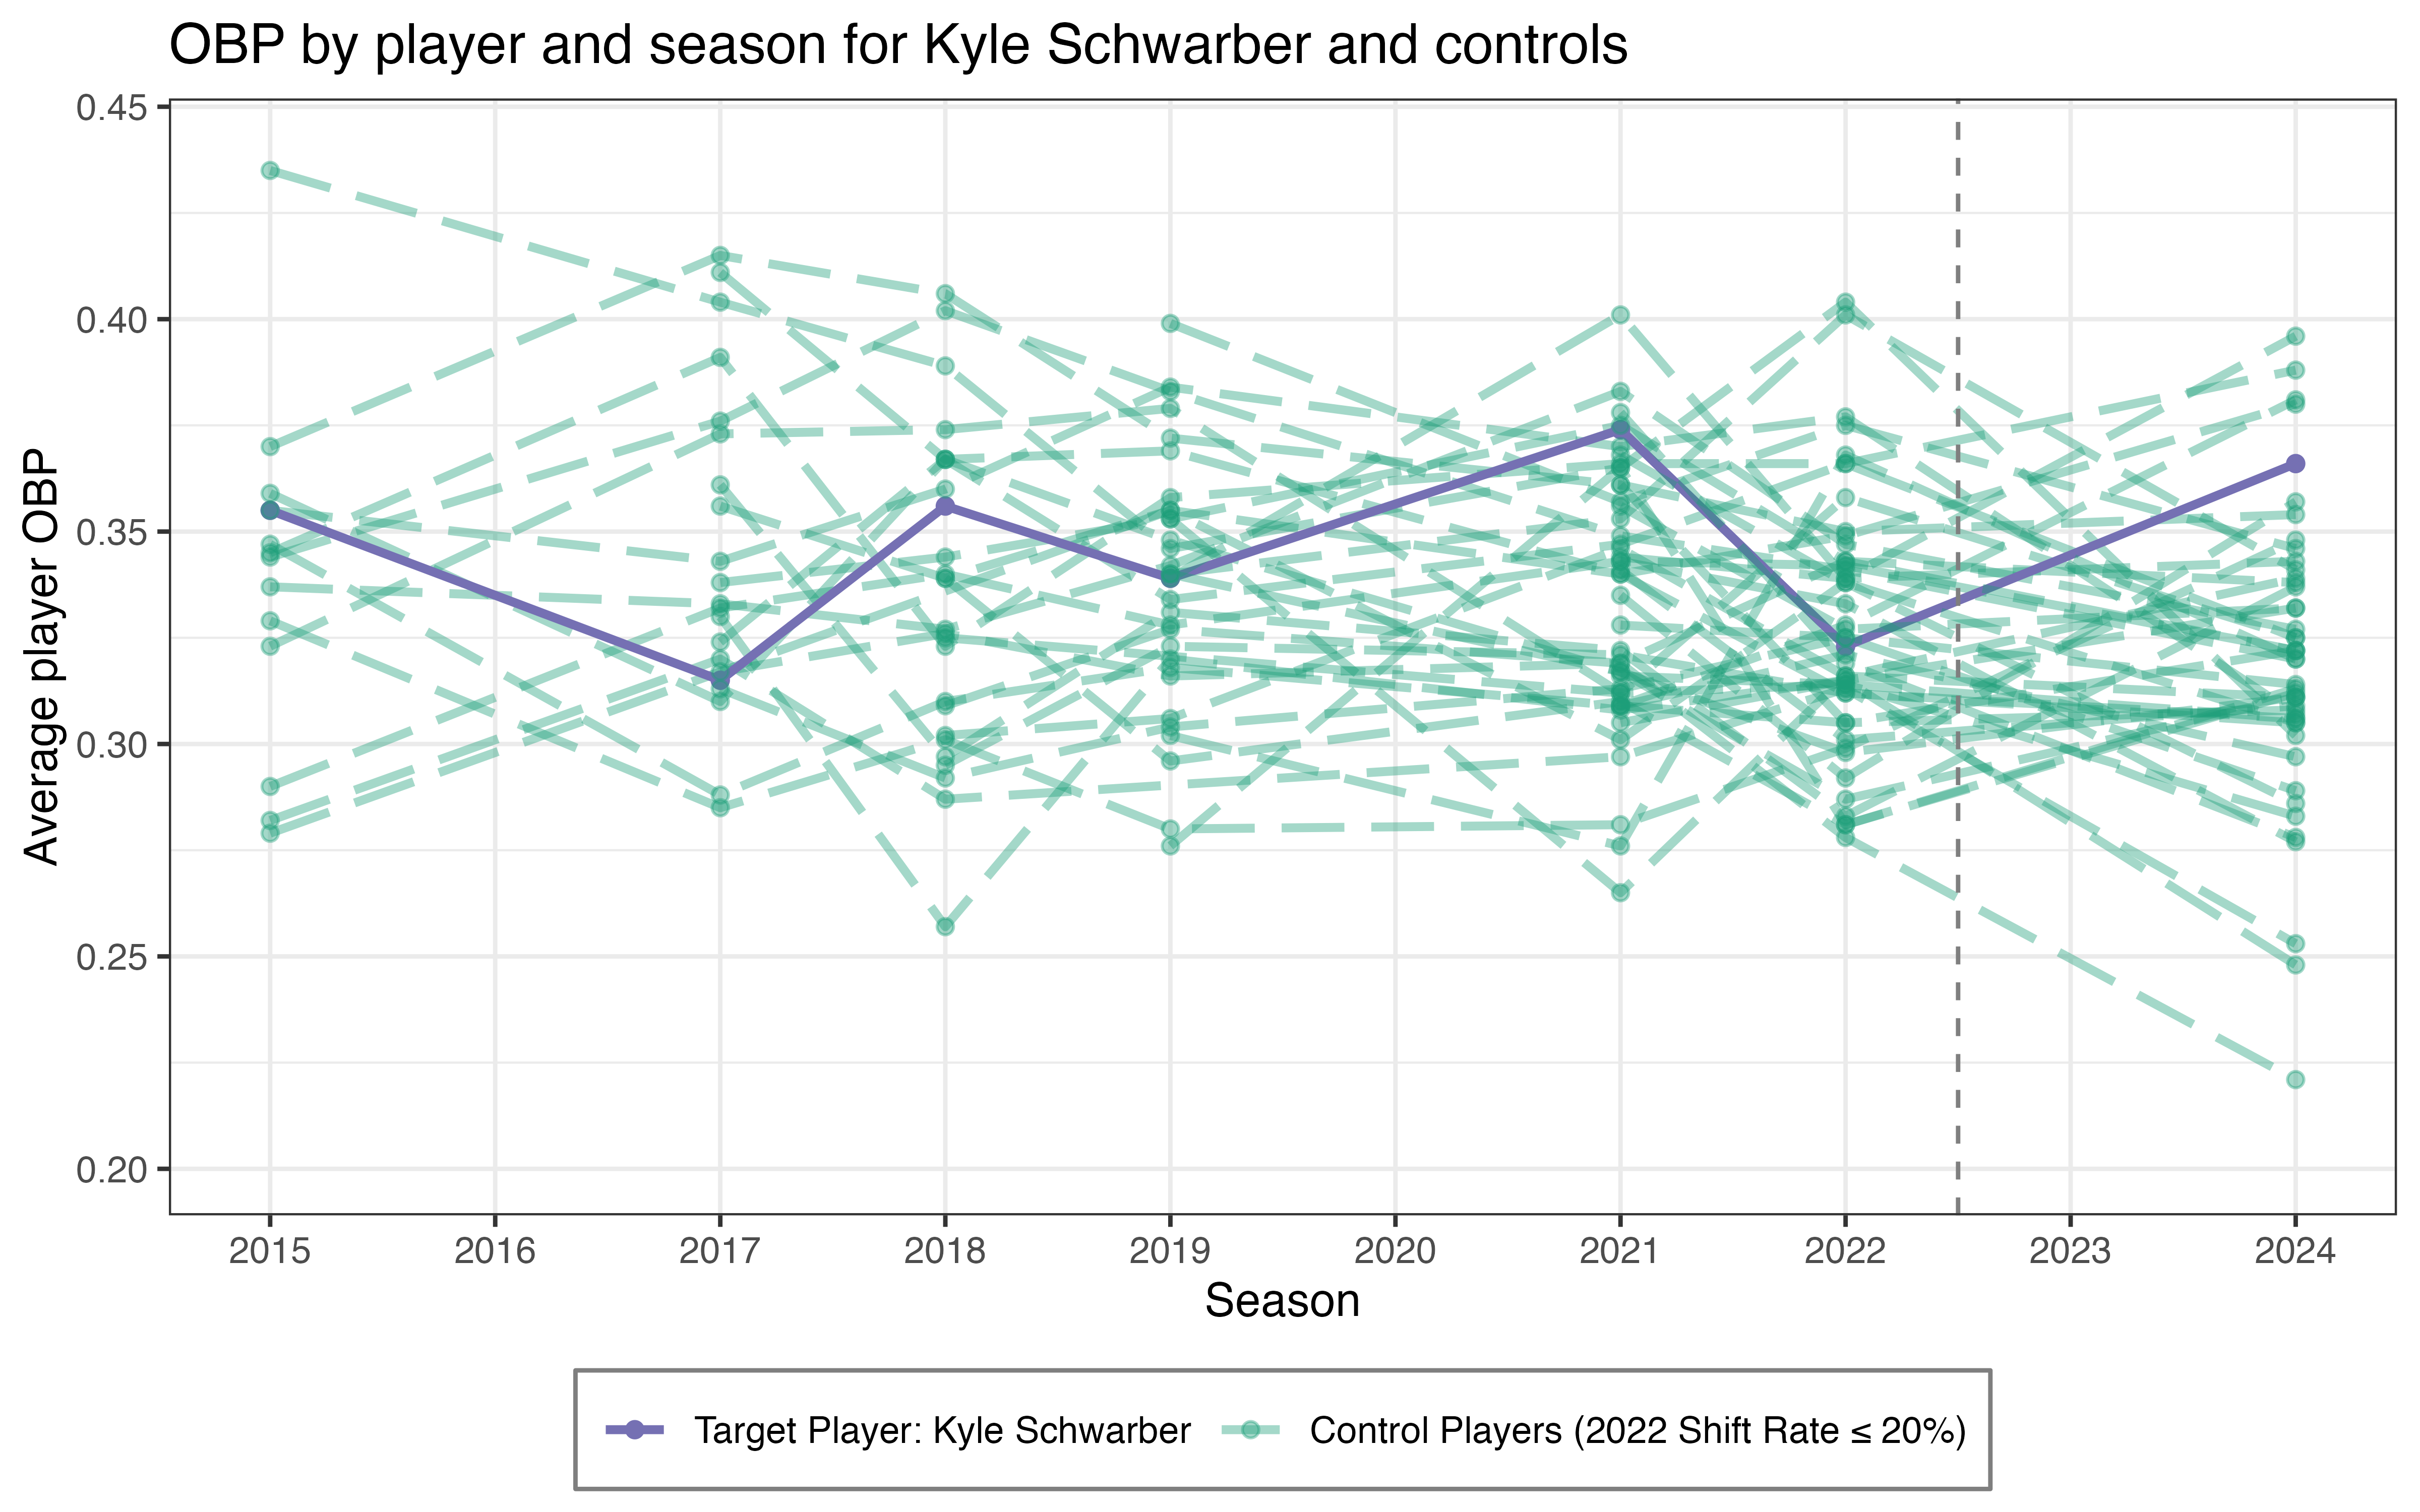 OBP by player and season for Kyle Schwarber and controls
Average player OBP
0.45
0.40
0.35
0.30
0.25
0.20
2015 2016 2017 2018 2019 2020 2021 2022 2023 2024
Season
Target Player: Kyle Schwarber Control Players (2022 Shift Rate ≤ 20%)